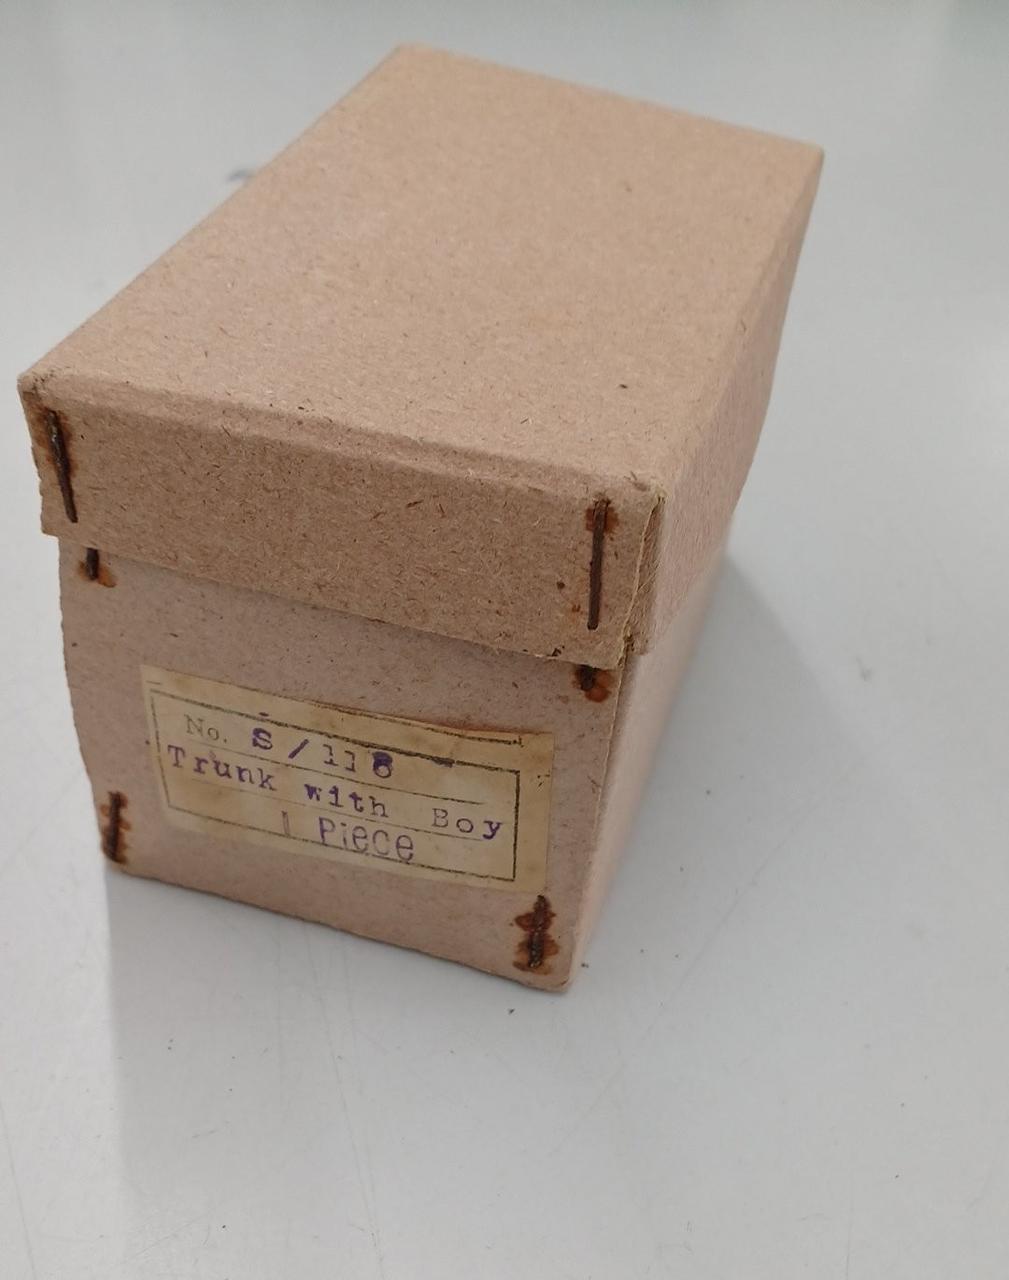 No. S/118
Trunk with Boy
1 Piece